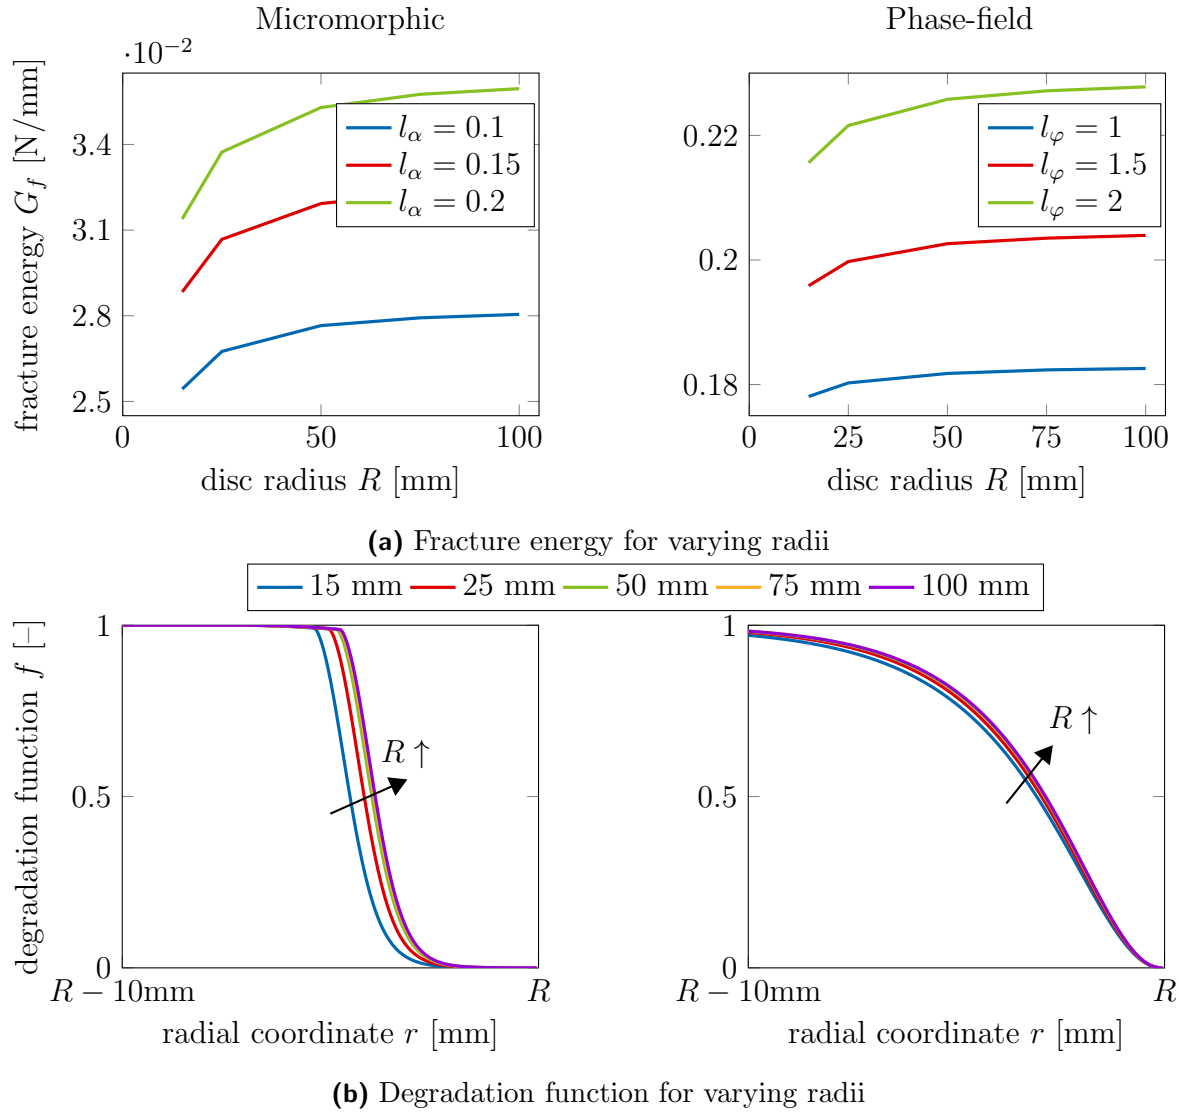 Micromorphic
Phase-field
·10⁻²
fracture energy G_f [N/mm]
3.4
3.1
2.8
2.5
0
50
100
l_α = 0.1
l_α = 0.15
l_α = 0.2
disc radius R [mm]
0.22
0.2
0.18
0
25
50
75
100
l_φ = 1
l_φ = 1.5
l_φ = 2
disc radius R [mm]
(a) Fracture energy for varying radii
15 mm 25 mm 50 mm 75 mm 100 mm
degradation function f [–]
1
0.5
0
R ↑
R − 10mm
R
radial coordinate r [mm]
1
0.5
0
R ↑
R − 10mm
R
radial coordinate r [mm]
(b) Degradation function for varying radii